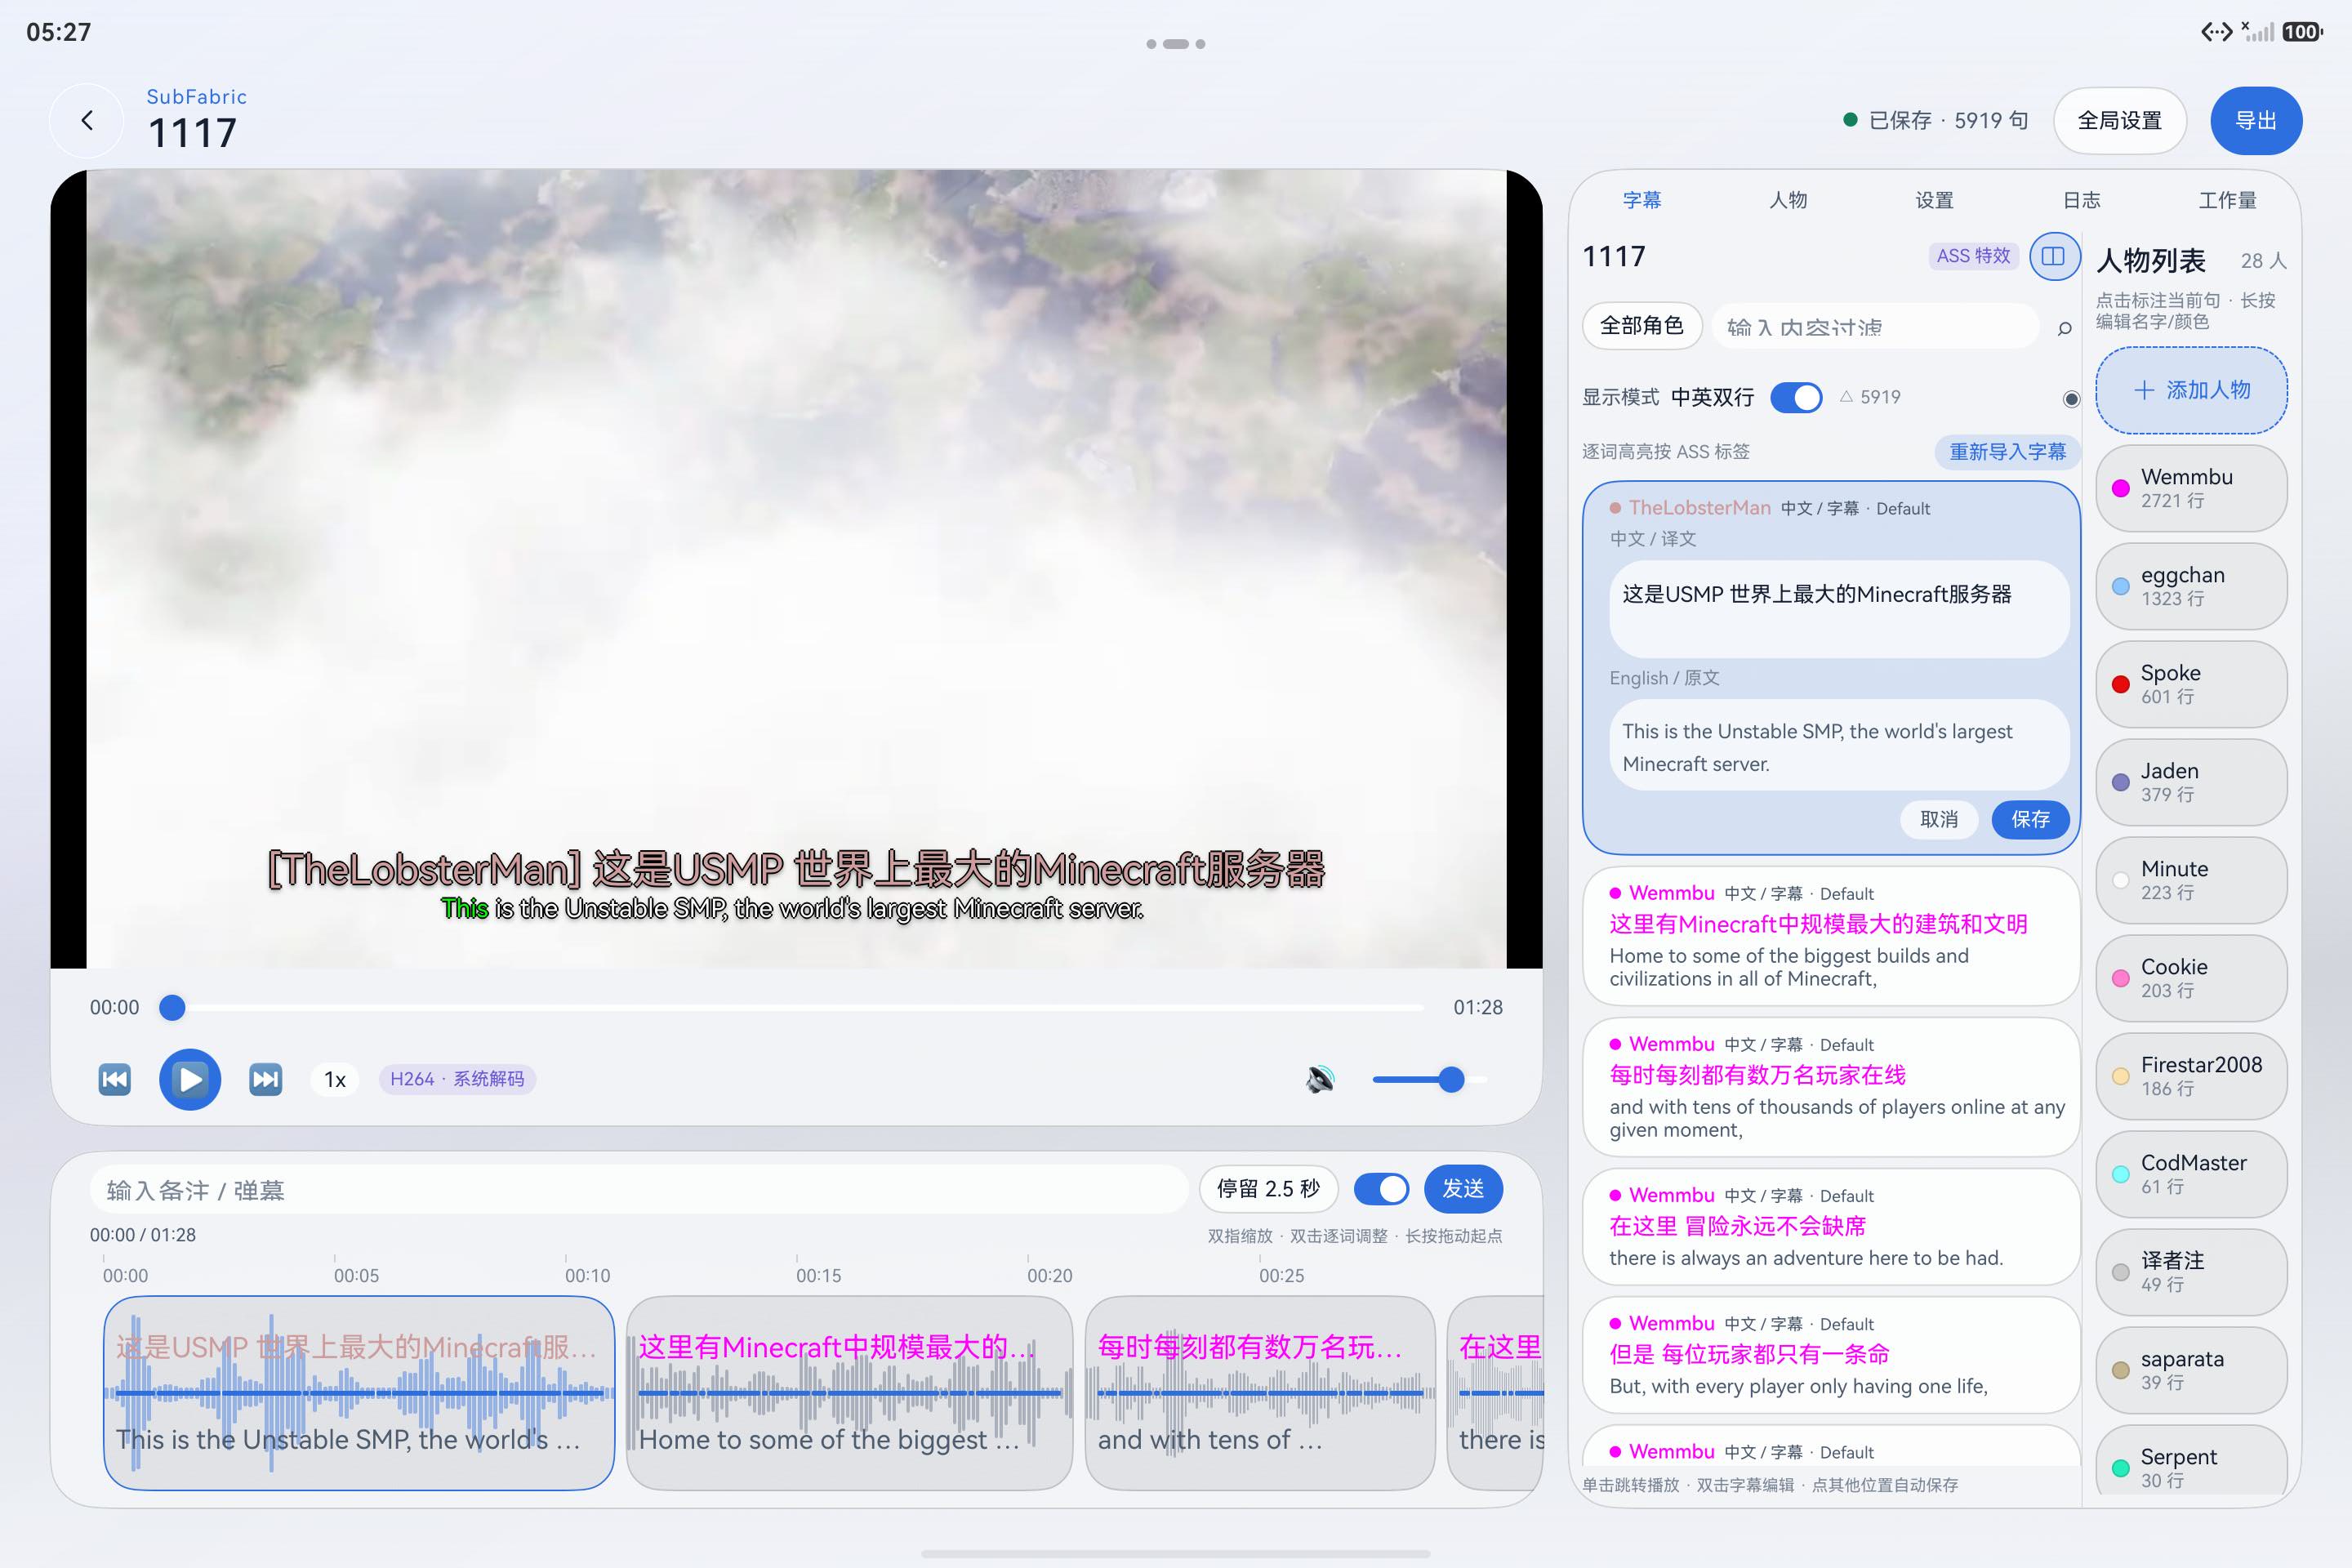 05:27
100
SubFabric
1117
已保存 · 5919 句
全局设置
导出
[TheLobsterMan] 这是USMP 世界上最大的Minecraft服务器
This is the Unstable SMP, the world's largest Minecraft server.
00:00
01:28
1x
H264 · 系统解码
输入备注 / 弹幕
停留 2.5 秒
发送
00:00 / 01:28
双指缩放 · 双击逐词调整 · 长按拖动起点
00:00
00:05
00:10
00:15
00:20
00:25
这是USMP 世界上最大的Minecraft服...
This is the Unstable SMP, the world's ...
这里有Minecraft中规模最大的...
Home to some of the biggest ...
每时每刻都有数万名玩...
and with tens of ...
在这里
there is
字幕
人物
设置
日志
工作量
1117
ASS 特效
全部角色
输入内容过滤
显示模式 中英双行
△ 5919
逐词高亮按 ASS 标签
重新导入字幕
TheLobsterMan 中文 / 字幕 · Default
中文 / 译文
这是USMP 世界上最大的Minecraft服务器
English / 原文
This is the Unstable SMP, the world's largest
Minecraft server.
取消
保存
Wemmbu 中文 / 字幕 · Default
这里有Minecraft中规模最大的建筑和文明
Home to some of the biggest builds and
civilizations in all of Minecraft,
Wemmbu 中文 / 字幕 · Default
每时每刻都有数万名玩家在线
and with tens of thousands of players online at any
given moment,
Wemmbu 中文 / 字幕 · Default
在这里 冒险永远不会缺席
there is always an adventure here to be had.
Wemmbu 中文 / 字幕 · Default
但是 每位玩家都只有一条命
But, with every player only having one life,
Wemmbu 中文 / 字幕 · Default
单击跳转播放 · 双击字幕编辑 · 点其他位置自动保存
人物列表
28 人
点击标注当前句 · 长按
编辑名字/颜色
+ 添加人物
Wemmbu
2721 行
eggchan
1323 行
Spoke
601 行
Jaden
379 行
Minute
223 行
Cookie
203 行
Firestar2008
186 行
CodMaster
61 行
译者注
49 行
saparata
39 行
Serpent
30 行